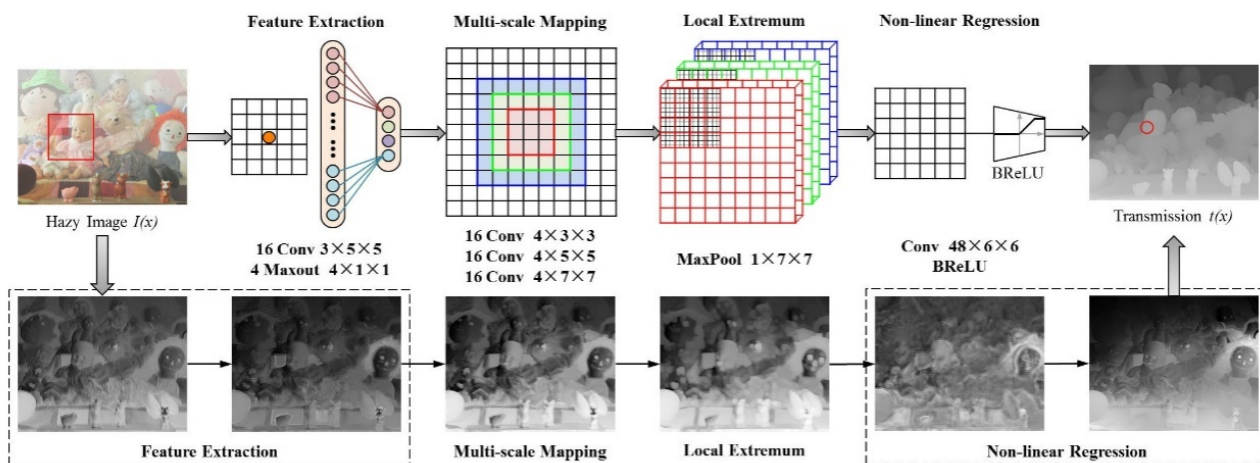 Feature Extraction
Multi-scale Mapping
Local Extremum
Non-linear Regression
BReLU
Hazy Image I(x)
Transmission t(x)
16 Conv 3×5×5
4 Maxout 4×1×1
16 Conv 4×3×3
16 Conv 4×5×5
16 Conv 4×7×7
MaxPool 1×7×7
Conv 48×6×6
BReLU
Feature Extraction
Multi-scale Mapping
Local Extremum
Non-linear Regression